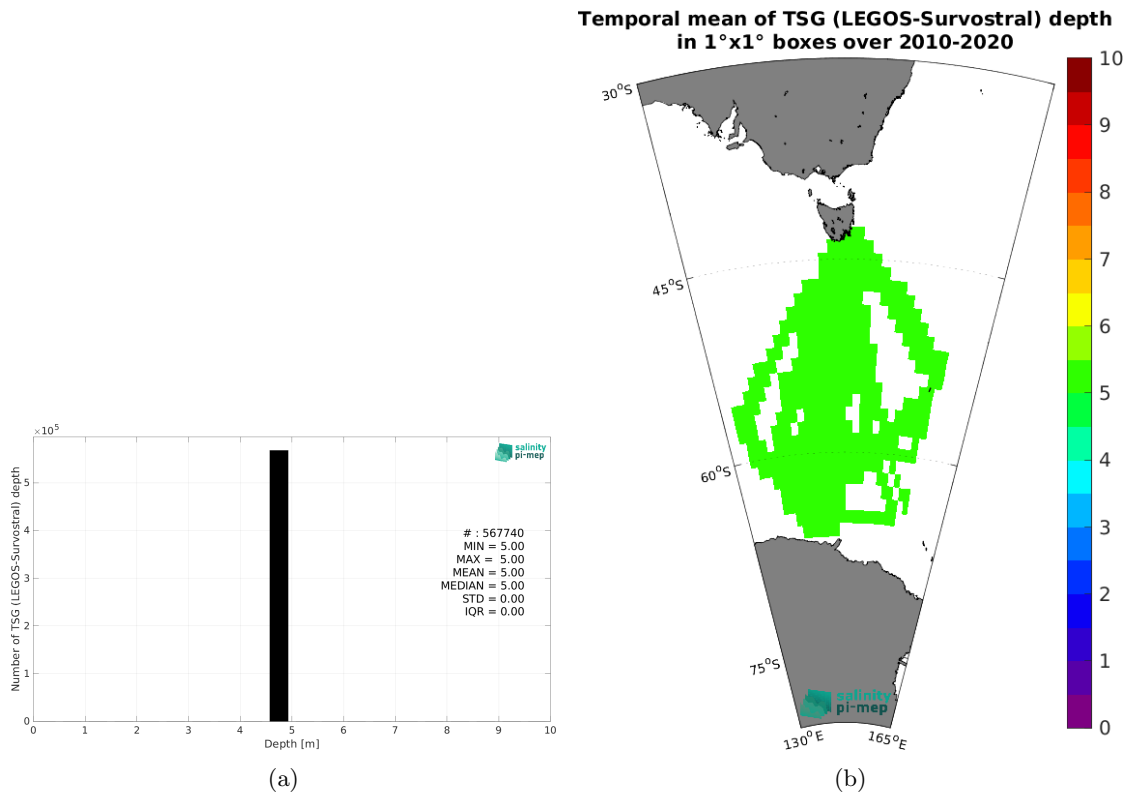 Temporal mean of TSG (LEGOS-Survostral) depth
in 1°x1° boxes over 2010-2020
×10⁵
Number of TSG (LEGOS-Survostral) depth
5
4
3
2
1
0
0 1 2 3 4 5 6 7 8 9 10
Depth [m]
salinity
pi-mep
# : 567740
MIN = 5.00
MAX = 5.00
MEAN = 5.00
MEDIAN = 5.00
STD = 0.00
IQR = 0.00
(a)
30°S
45°S
60°S
75°S
130°E 165°E
salinity
pi-mep
10
9
8
7
6
5
4
3
2
1
0
(b)